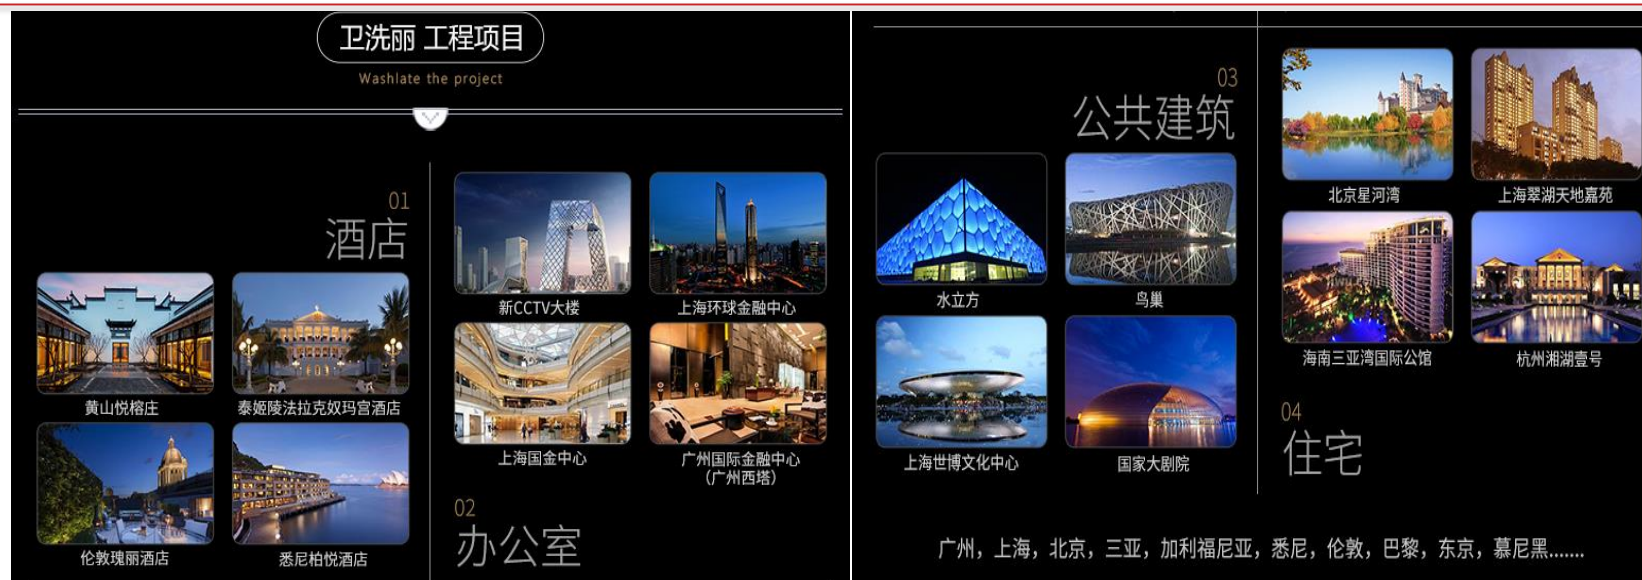 卫洗丽 工程项目
Washlate the project
01
酒店
黄山悦榕庄
泰姬陵法拉克奴玛宫酒店
伦敦瑰丽酒店
悉尼柏悦酒店
新CCTV大楼
上海环球金融中心
上海国金中心
广州国际金融中心
（广州西塔）
02
办公室
03
公共建筑
水立方
鸟巢
上海世博文化中心
国家大剧院
北京星河湾
上海翠湖天地嘉苑
海南三亚湾国际公馆
杭州湘湖壹号
04
住宅
广州，上海，北京，三亚，加利福尼亚，悉尼，伦敦，巴黎，东京，慕尼黑.......